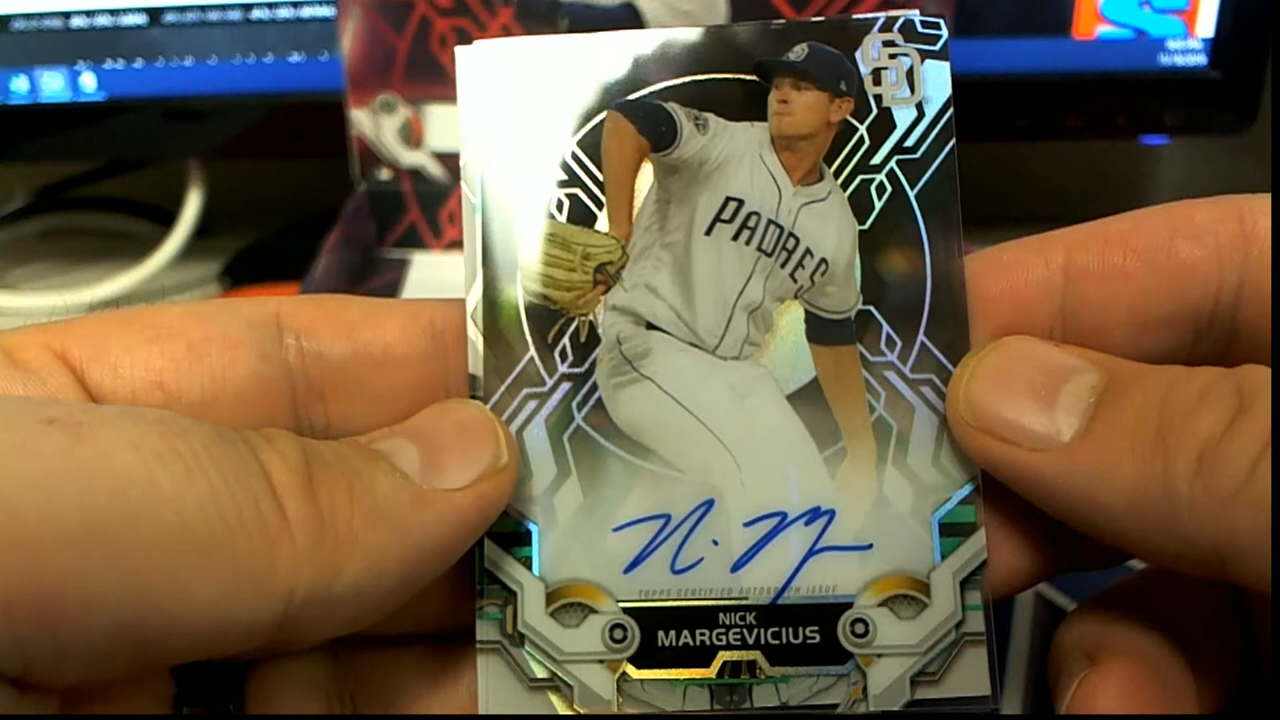 SD
PADRES
N. M
TOPPS CERTIFIED AUTOGRAPH ISSUE
NICK
MARGEVICIUS